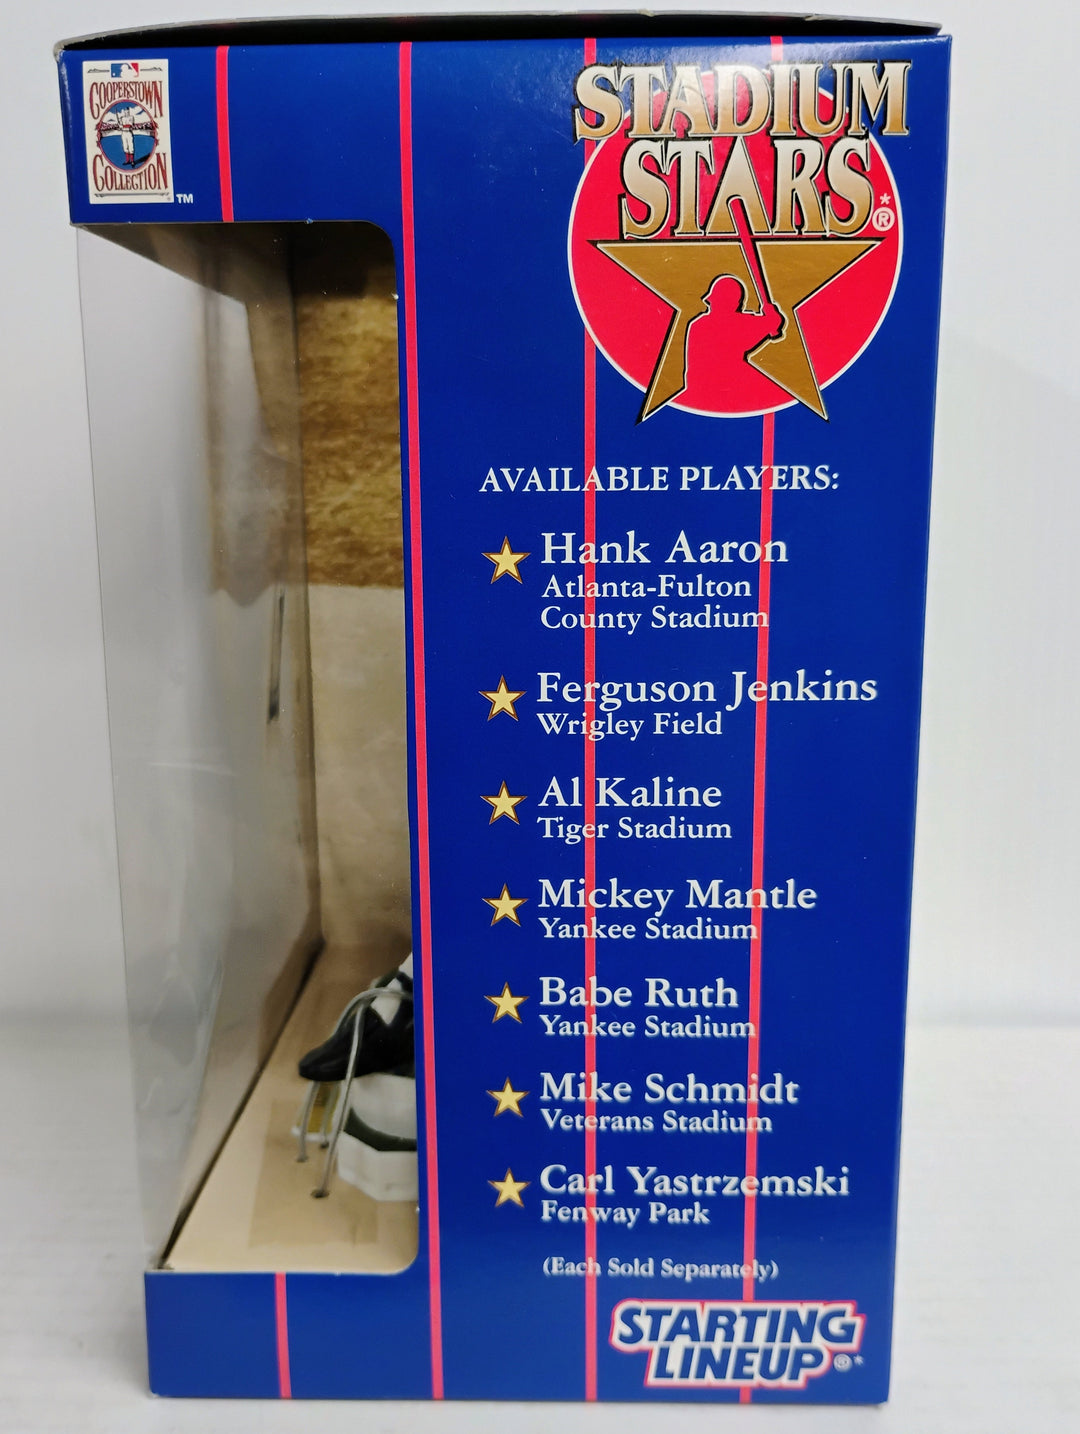 COOPERSTOWN
COLLECTION
TM
STADIUM
STARS
*
®
AVAILABLE PLAYERS:
Hank Aaron
Atlanta-Fulton
County Stadium
Ferguson Jenkins
Wrigley Field
Al Kaline
Tiger Stadium
Mickey Mantle
Yankee Stadium
Babe Ruth
Yankee Stadium
Mike Schmidt
Veterans Stadium
Carl Yastrzemski
Fenway Park
(Each Sold Separately)
STARTING
LINEUP ®*